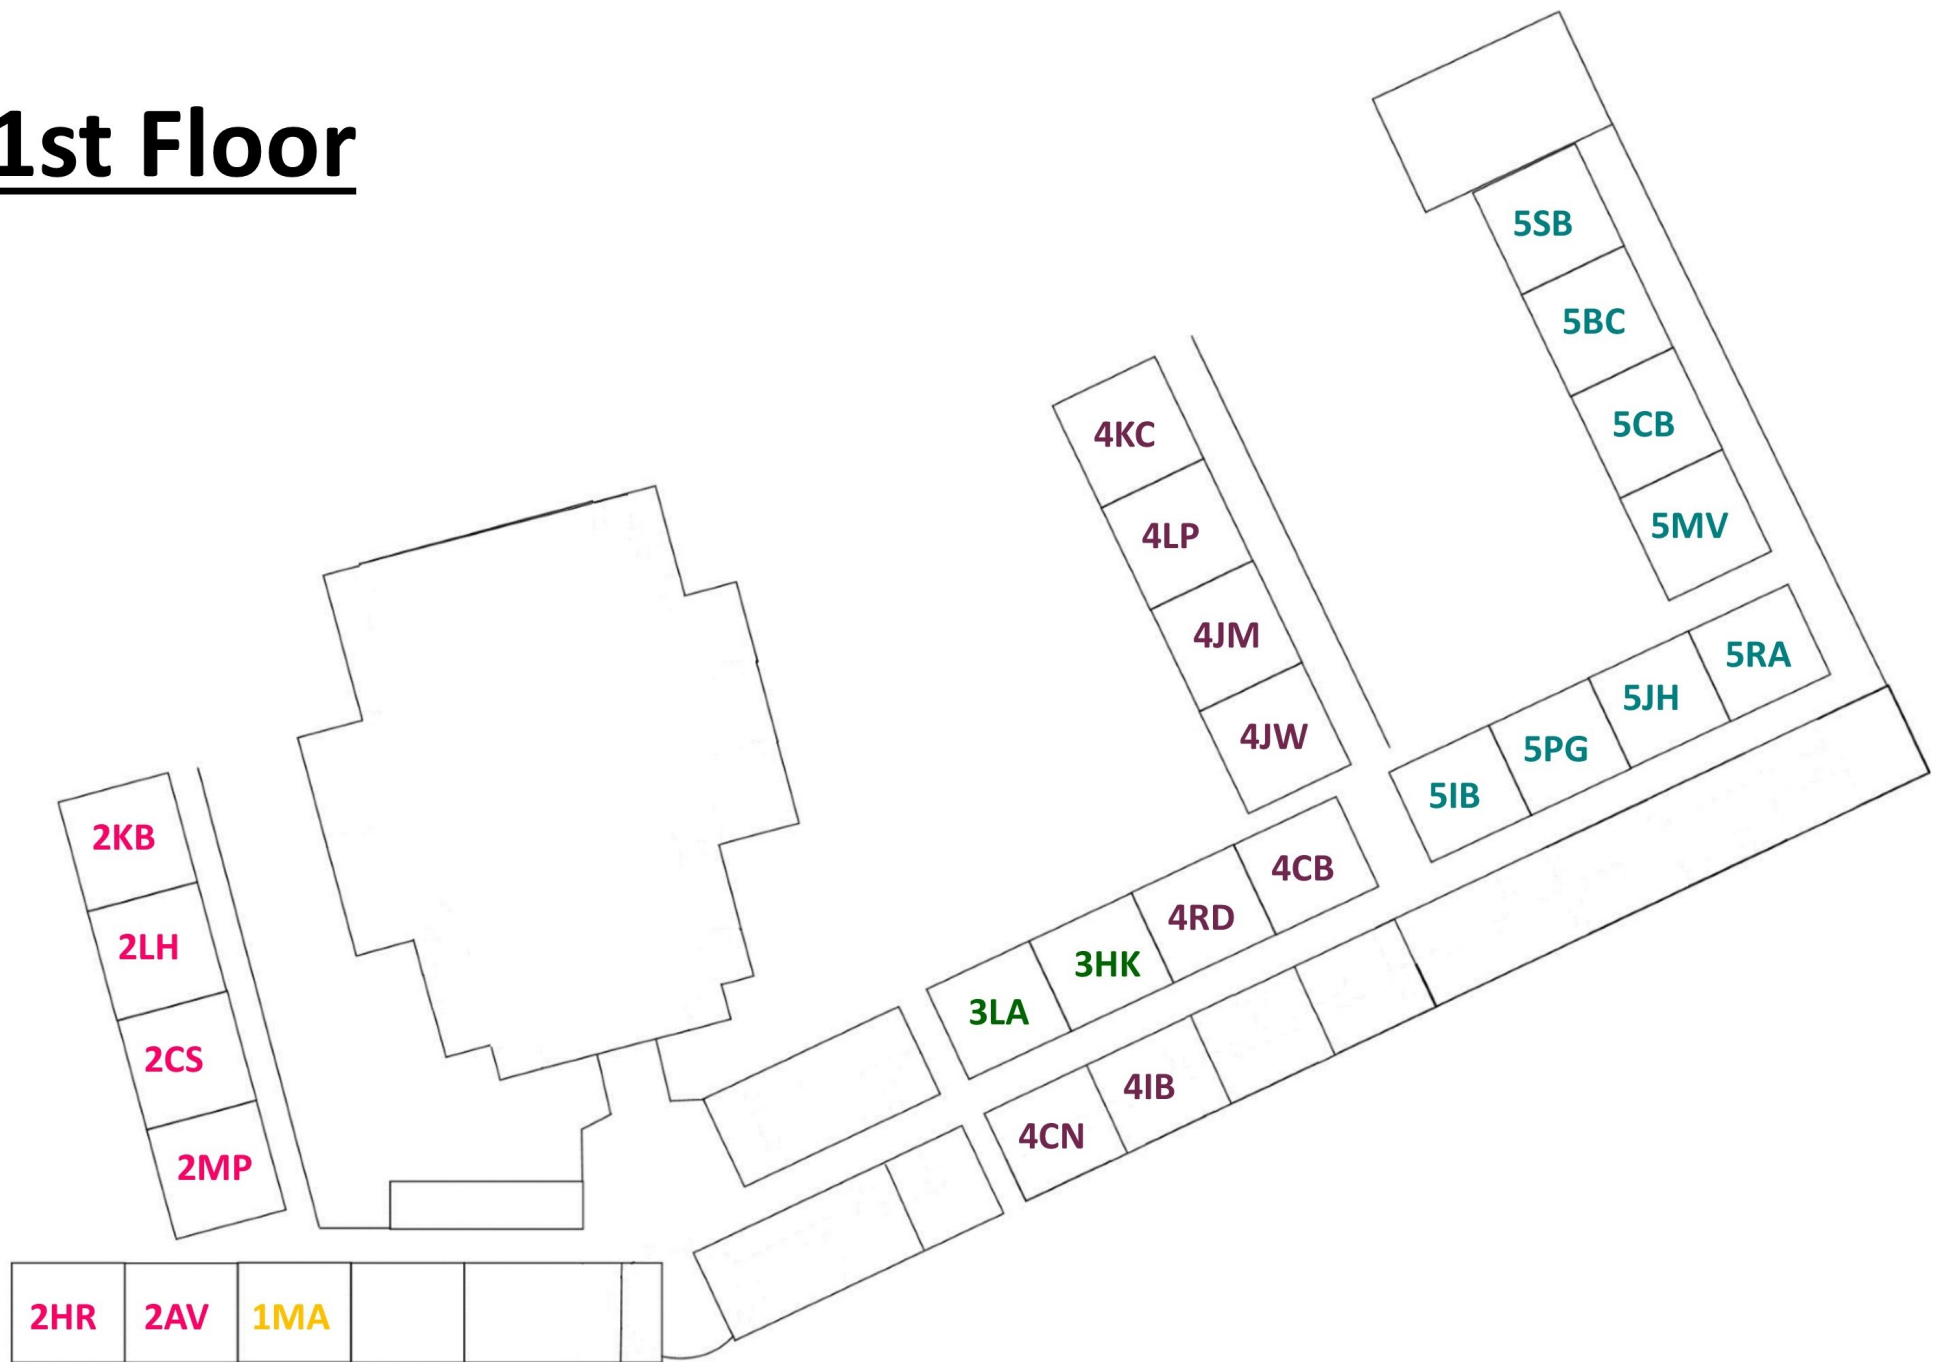 1st Floor
5SB
5BC
5CB
5MV
5RA
5JH
5PG
5IB
4KC
4LP
4JM
4JW
4CB
4RD
3HK
3LA
4IB
4CN
2KB
2LH
2CS
2MP
2HR
2AV
1MA